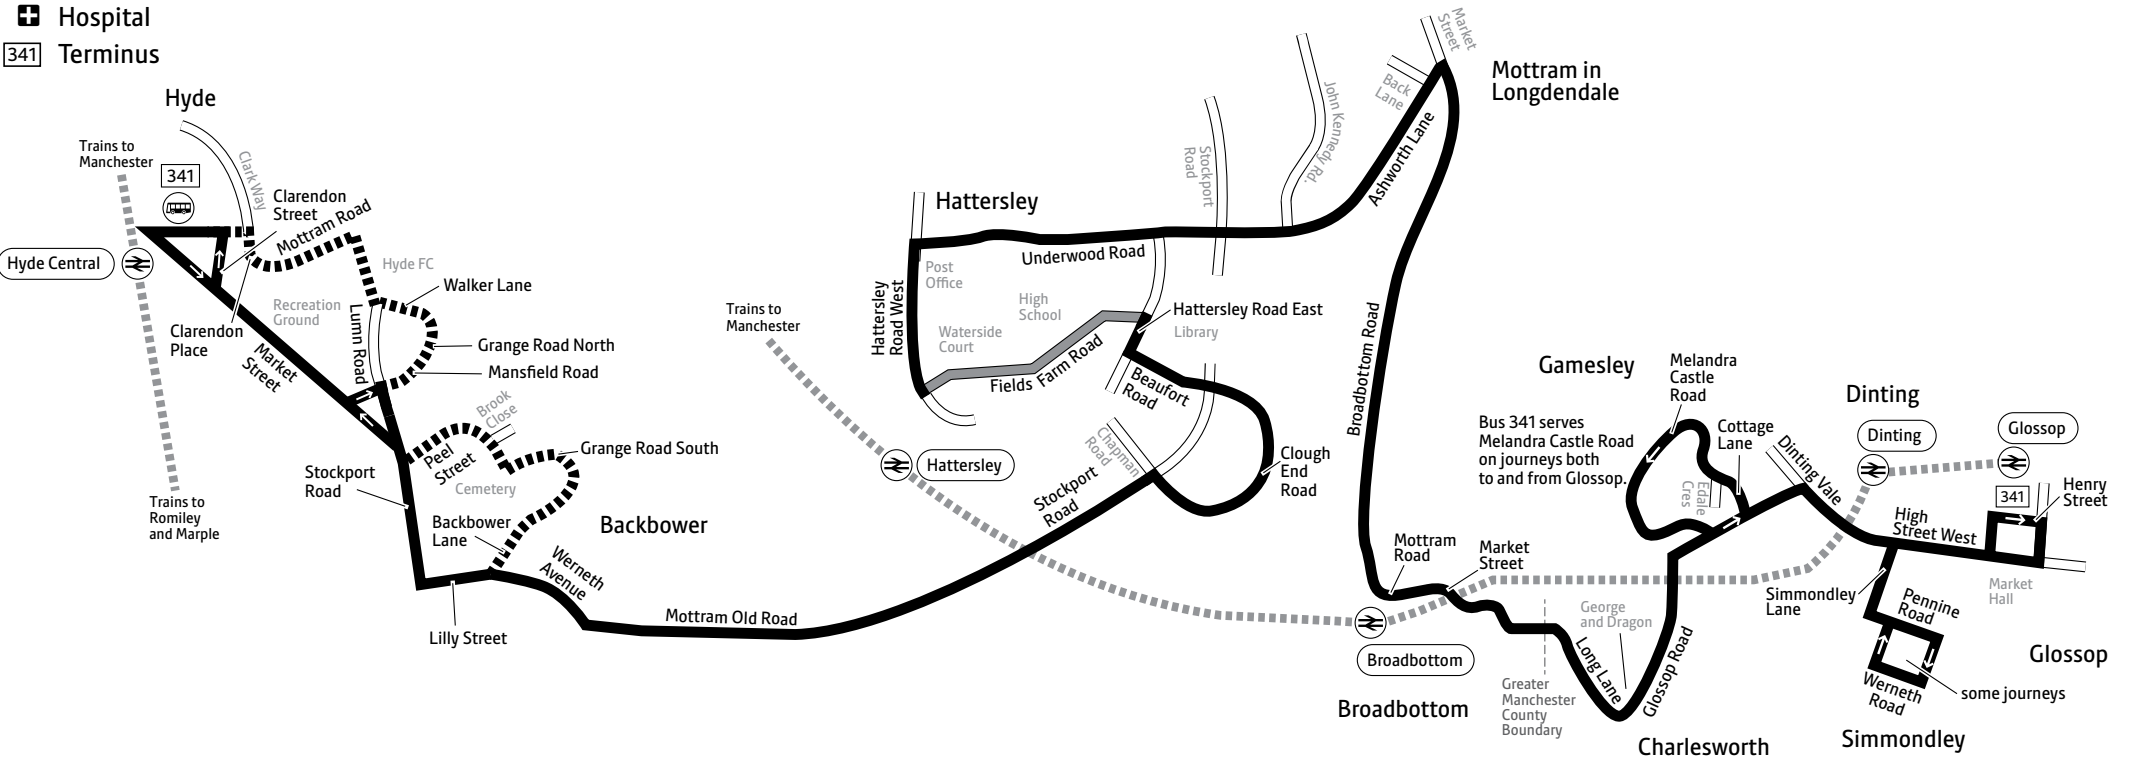 Hospital
341 Terminus
Hyde
Trains to
Manchester
341
Clark Way
Clarendon
Street
Mottram Road
Hyde Central
Hyde FC
Walker Lane
Recreation
Ground
Lumn Road
Clarendon
Place
Market
Street
Grange Road North
Mansfield Road
Brook
Close
Peel
Street
Grange Road South
Cemetery
Stockport
Road
Trains to
Romiley
and Marple
Backbower
Lane
Backbower
Werneth
Avenue
Lilly Street
Mottram Old Road
Trains to
Manchester
Hattersley
Hattersley
Post
Office
Hattersley
Road West
Underwood Road
High
School
Waterside
Court
Fields Farm Road
Hattersley Road East
Library
Beaufort
Road
Chapman
Road
Stockport
Road
Clough
End
Road
Stockport
Road
John Kennedy Rd.
Back
Lane
Market
Street
Ashworth Lane
Mottram in
Longdendale
Broadbottom Road
Mottram
Road
Market
Street
Broadbottom
Broadbottom
Greater
Manchester
County
Boundary
George
and Dragon
Long Lane
Glossop Road
Charlesworth
Gamesley
Melandra
Castle
Road
Bus 341 serves
Melandra Castle Road
on journeys both
to and from Glossop.
Cottage
Lane
Edale
Cres
Dinting Vale
Dinting
Dinting
Glossop
341
Henry
Street
High
Street West
Market
Hall
Simmondley
Lane
Pennine
Road
Glossop
some journeys
Werneth
Road
Simmondley